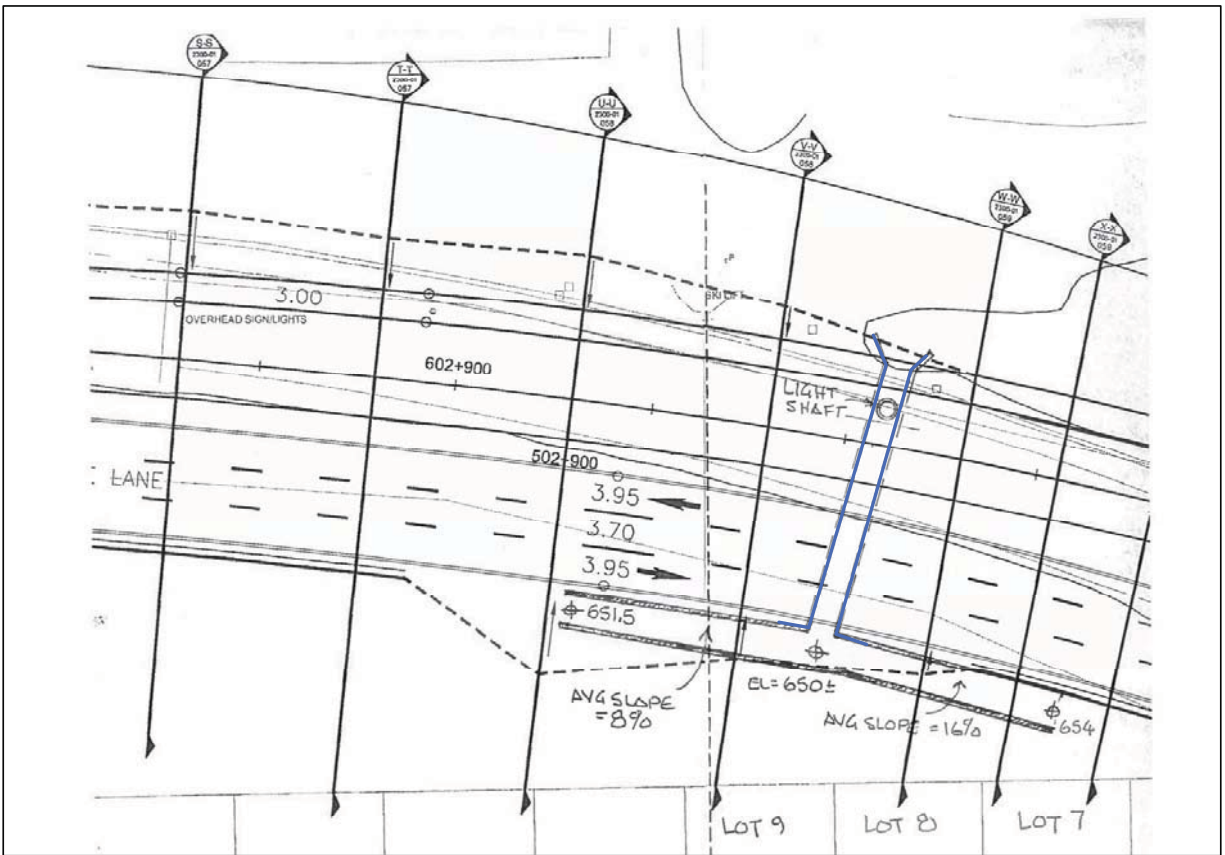 S-S
2300-01
057
T-T
2300-01
057
U-U
2300-01
058
V-V
2300-01
058
W-W
2300-01
059
X-X
2300-01
059
3.00
OVERHEAD SIGN/LIGHTS
SKI LIFT
602+900
LIGHT
SHAFT
502+900
LANE
3.95
3.70
3.95
651.5
AVG SLOPE
=8%
EL=650±
AVG SLOPE =16%
654
LOT 9
LOT 8
LOT 7